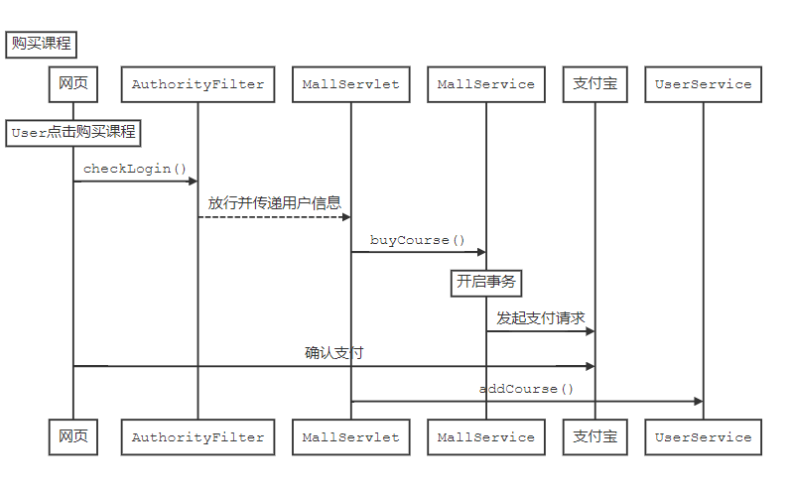 购买课程
网页 AuthorityFilter MallServlet MallService 支付宝 UserService
User点击购买课程
checkLogin()
放行并传递用户信息
buyCourse()
开启事务
发起支付请求
确认支付
addCourse()
网页 AuthorityFilter MallServlet MallService 支付宝 UserService